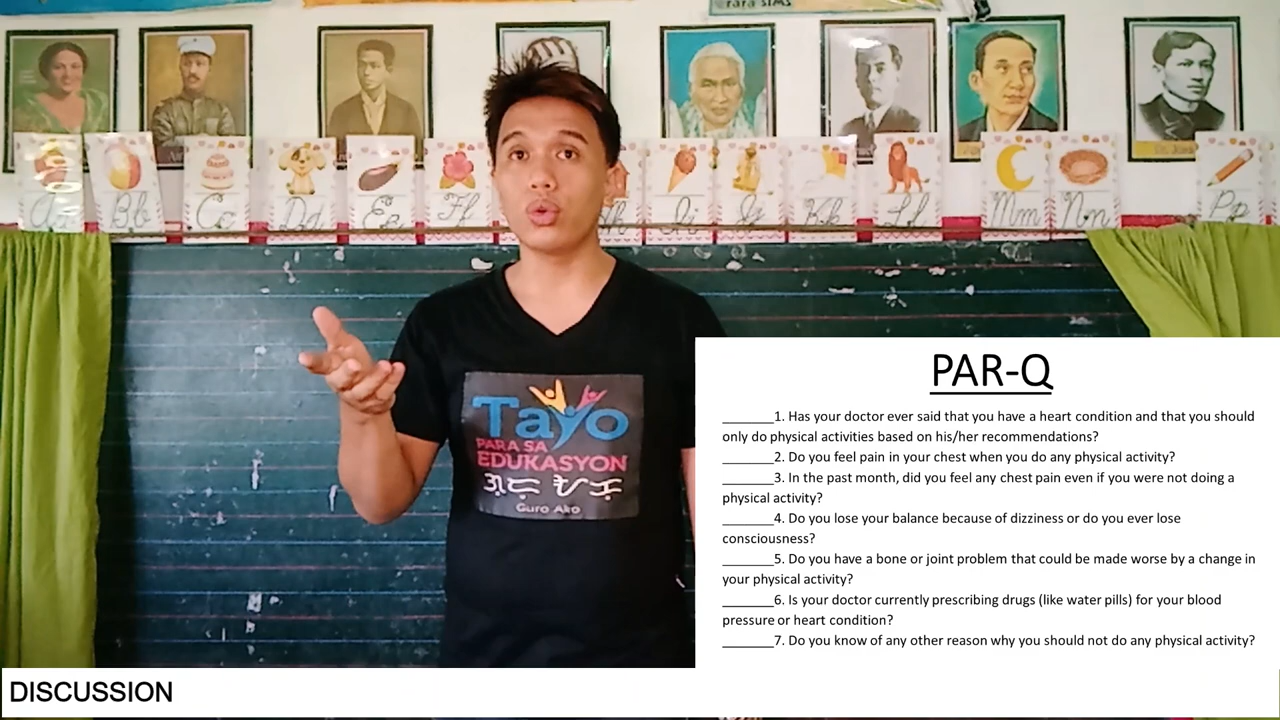 Aa
Bb
Cc
Dd
Ee
Ff
Hh
Ii
Jj
Kk
Ll
Mm
Nn
Pp
Tayo
PARA SA
EDUKASYON
Guro Ako
PAR-Q
_______1. Has your doctor ever said that you have a heart condition and that you should
only do physical activities based on his/her recommendations?
_______2. Do you feel pain in your chest when you do any physical activity?
_______3. In the past month, did you feel any chest pain even if you were not doing a
physical activity?
_______4. Do you lose your balance because of dizziness or do you ever lose
consciousness?
_______5. Do you have a bone or joint problem that could be made worse by a change in
your physical activity?
_______6. Is your doctor currently prescribing drugs (like water pills) for your blood
pressure or heart condition?
_______7. Do you know of any other reason why you should not do any physical activity?
DISCUSSION